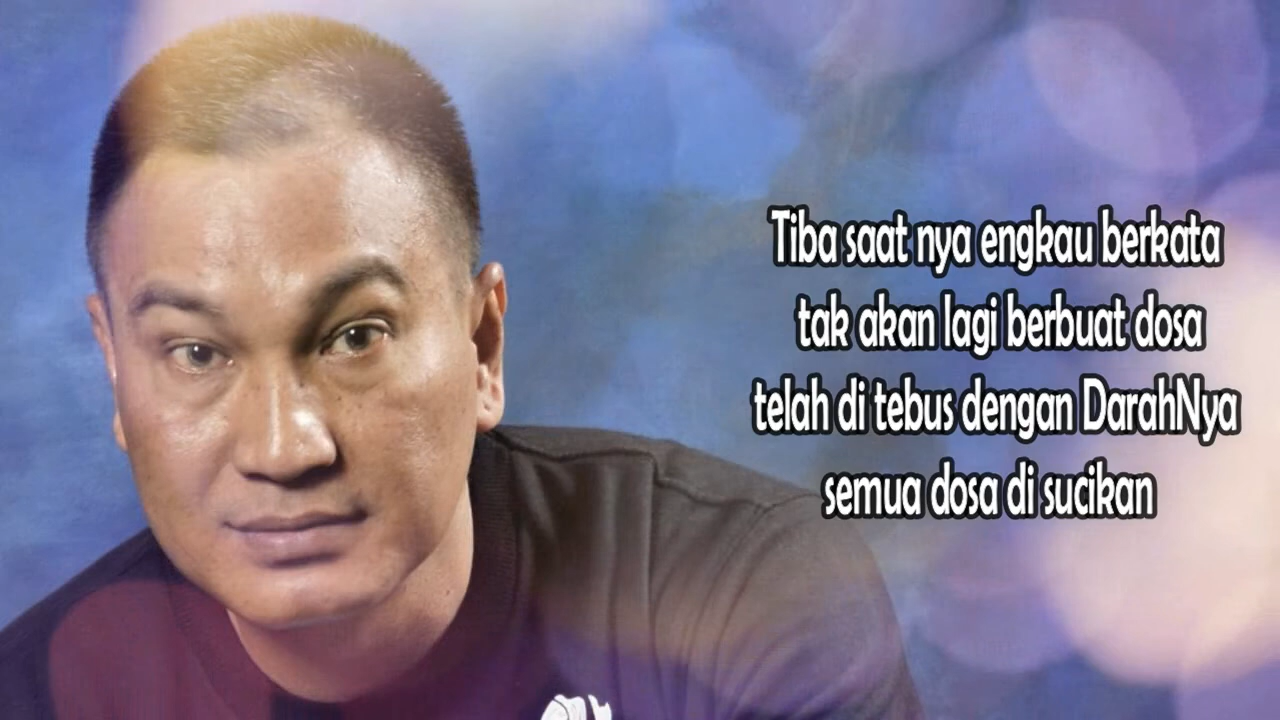 Tiba saat nya engkau berkata
tak akan lagi berbuat dosa
telah di tebus dengan DarahNya
semua dosa di sucikan